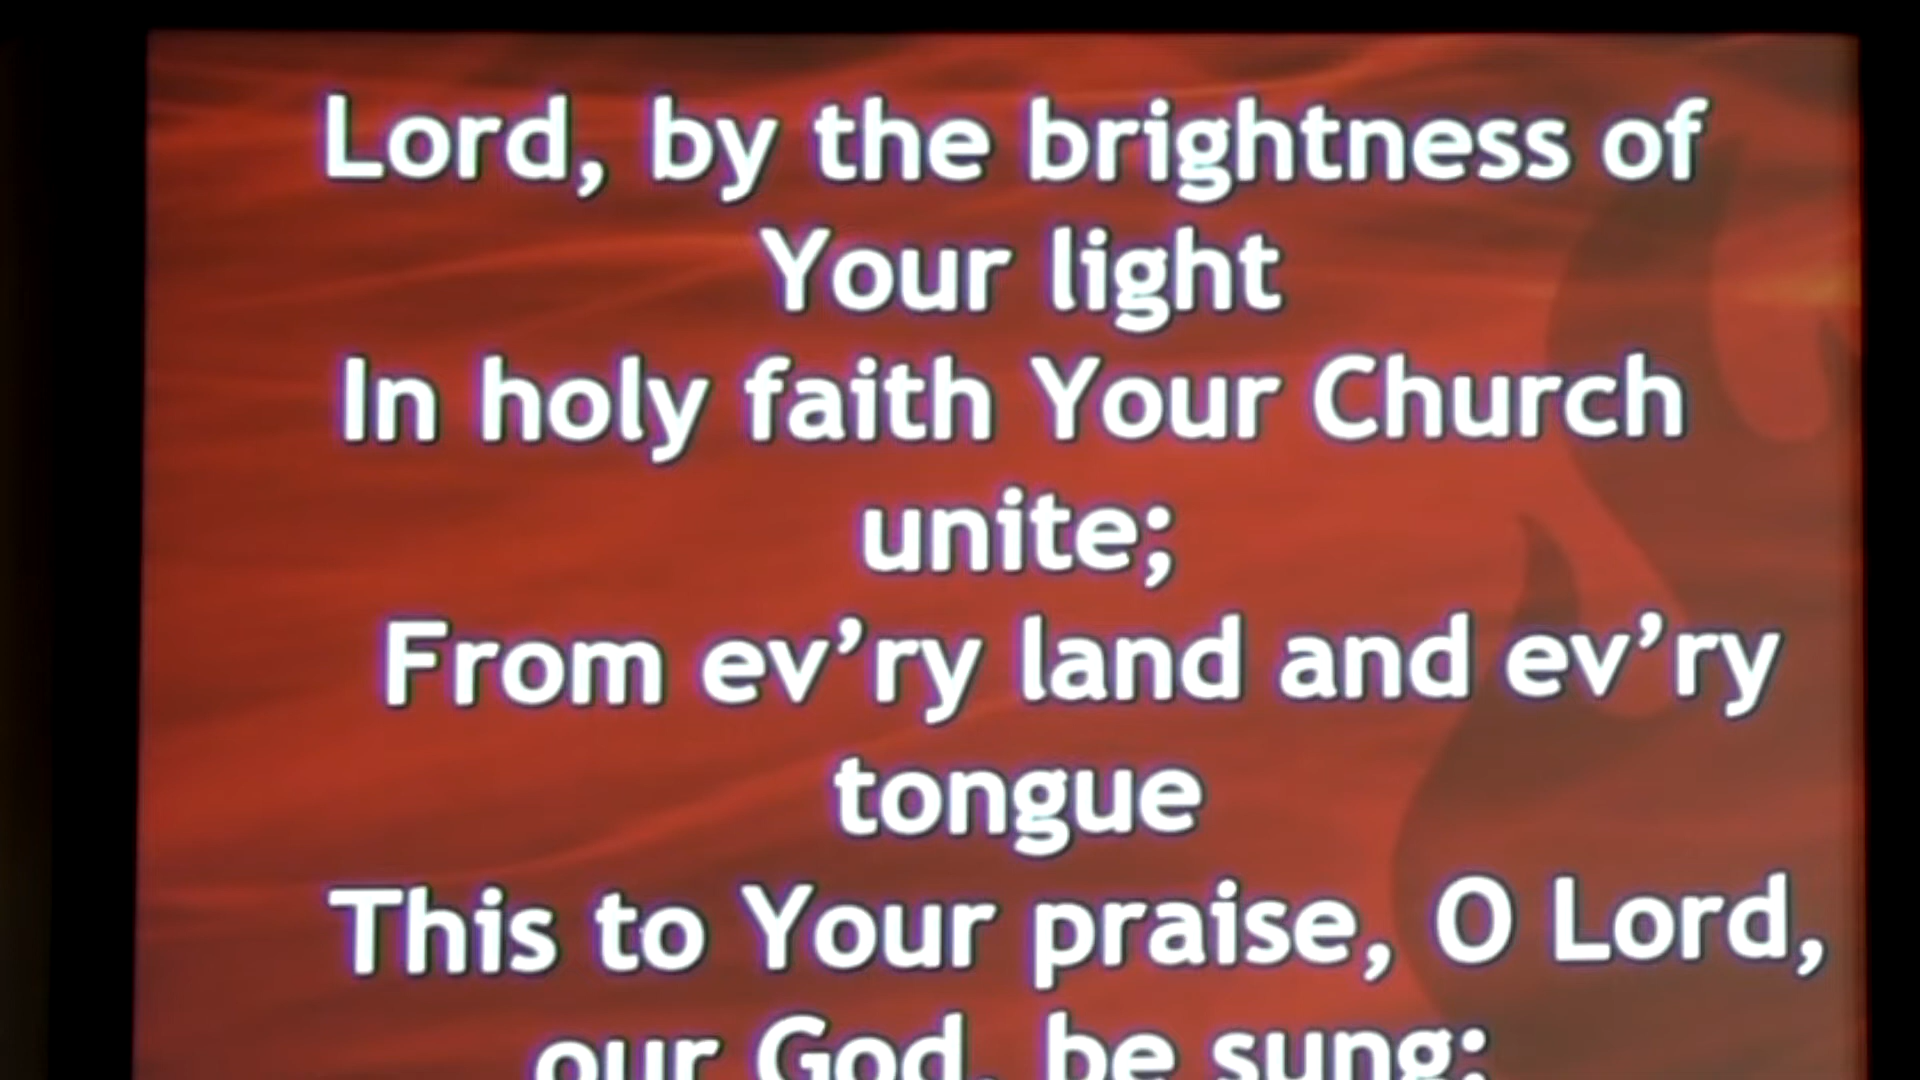 Lord, by the brightness of
Your light
In holy faith Your Church
unite;
From ev’ry land and ev’ry
tongue
This to Your praise, O Lord,
our God, be sung: